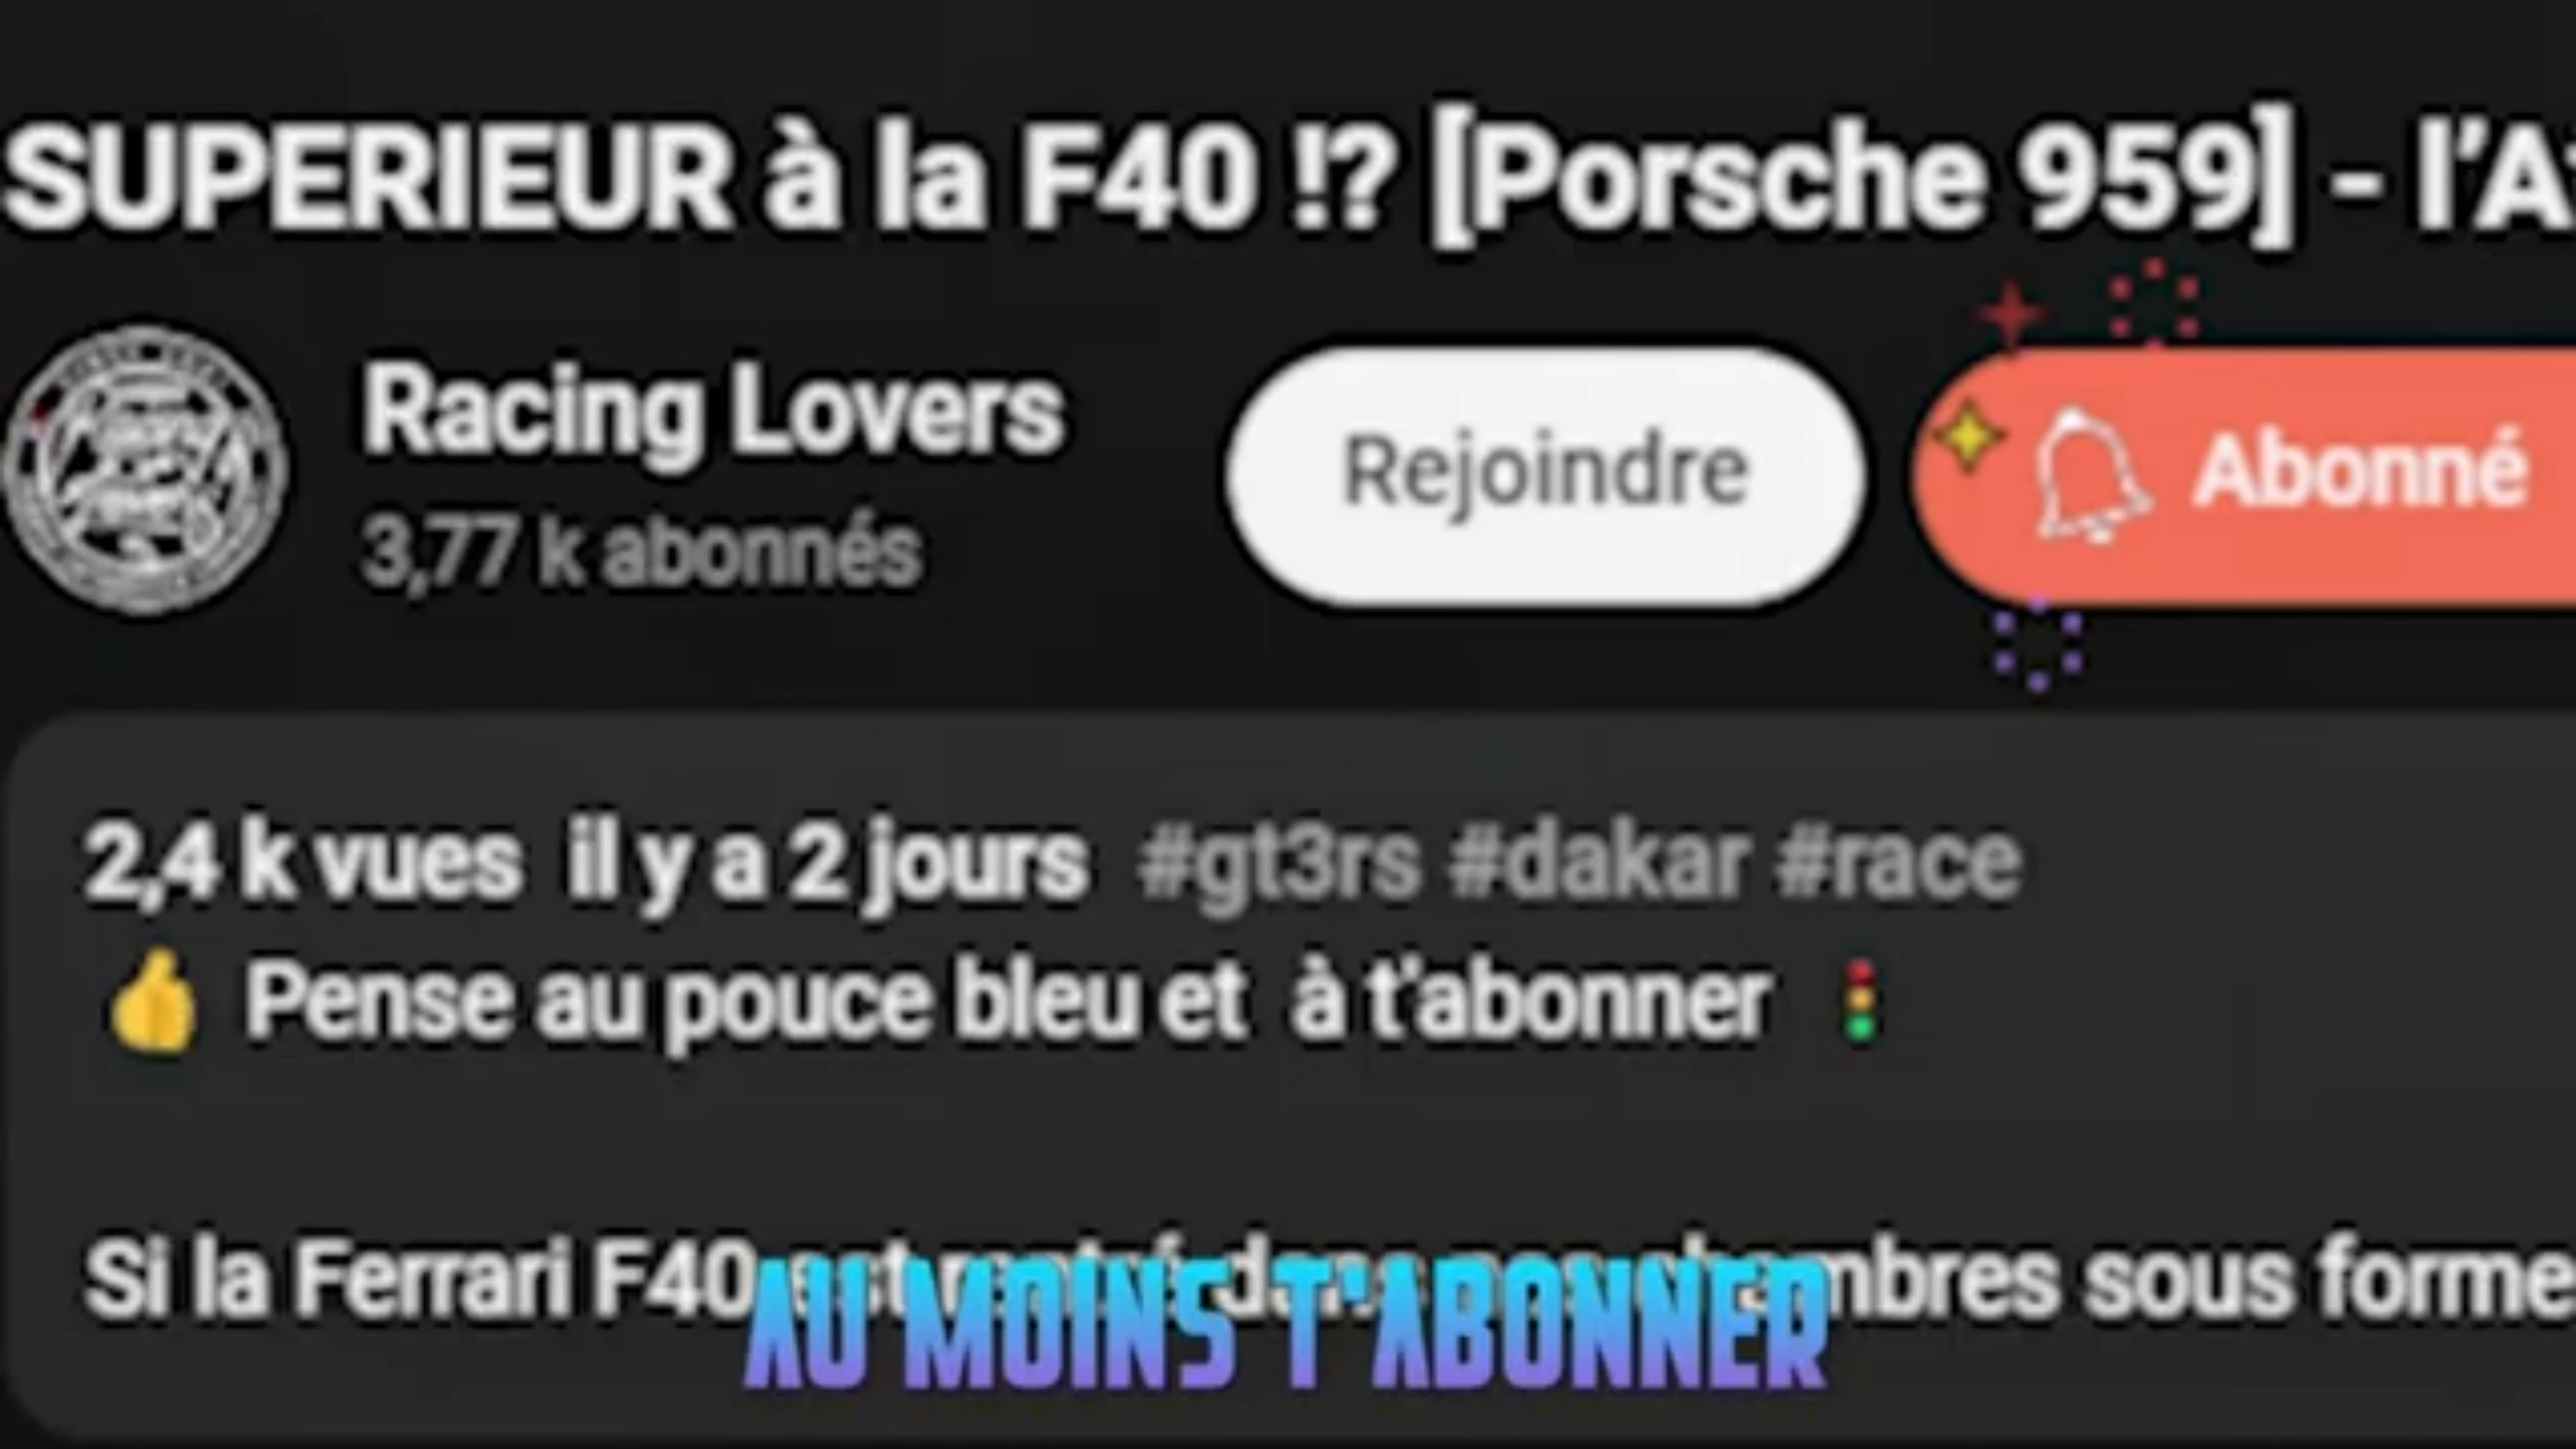 SUPERIEUR à la F40 !? [Porsche 959] - l'A
Racing Lovers
3,77 k abonnés
Rejoindre
Abonné
2,4 k vues il y a 2 jours #gt3rs #dakar #race
Pense au pouce bleu et à t'abonner
Si la Ferrari F40 sous forme
AU MOINS T'ABONNER